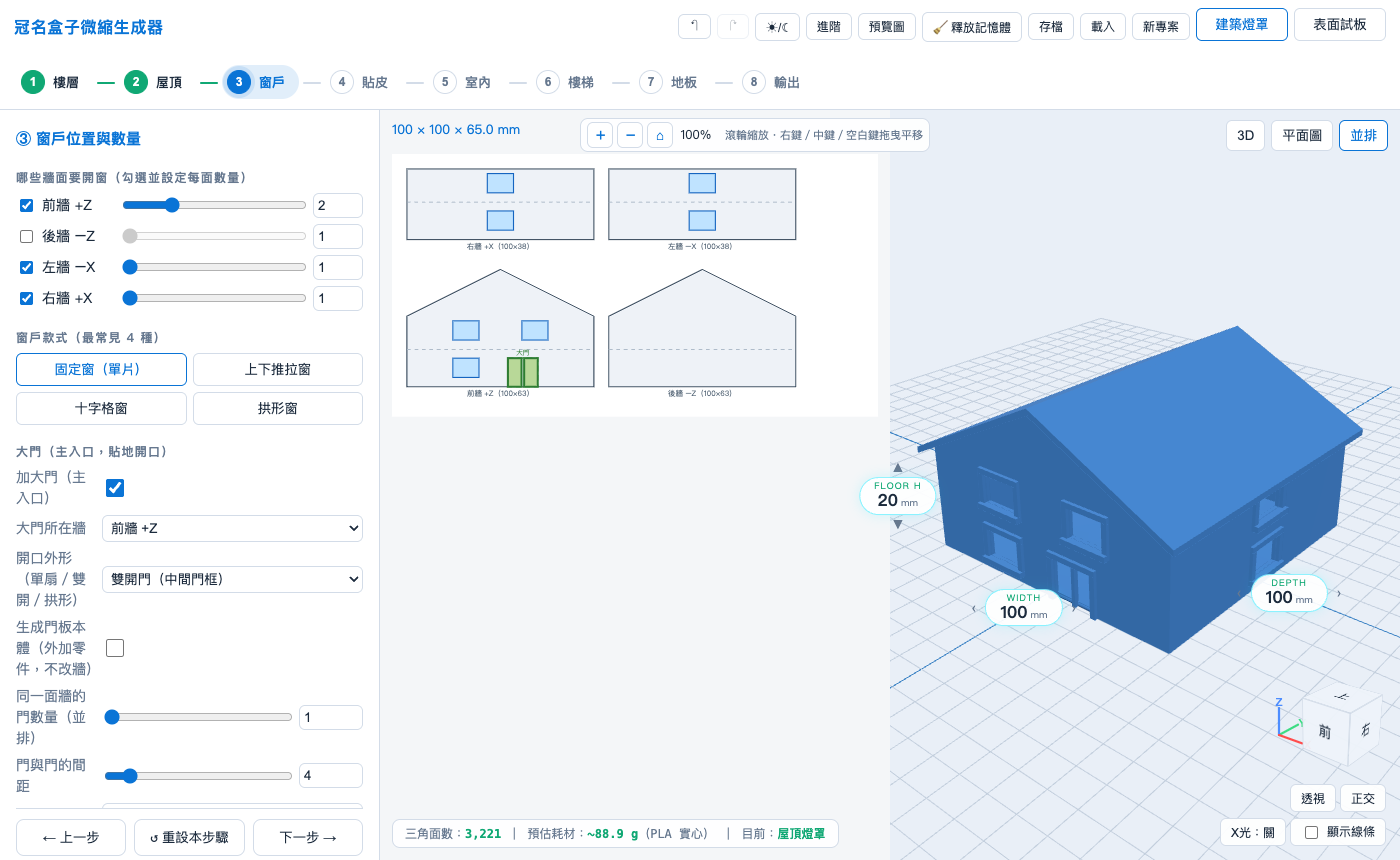 冠名盒子微縮生成器
☀/☾ 進階 預覽圖 🧹 釋放記憶體 存檔 載入 新專案 建築燈罩 表面試板
1 樓層 2 屋頂 3 窗戶 4 貼皮 5 室內 6 樓梯 7 地板 8 輸出
③ 窗戶位置與數量
哪些牆面要開窗（勾選並設定每面數量）
前牆 +Z 2
後牆 −Z 1
左牆 −X 1
右牆 +X 1
窗戶款式（最常見 4 種）
固定窗（單片） 上下推拉窗
十字格窗 拱形窗
大門（主入口，貼地開口）
加大門（主
入口）
大門所在牆 前牆 +Z
開口外形
（單扇 / 雙
開 / 拱形）
雙開門（中間門框）
生成門板本
體（外加零
件，不改牆）
同一面牆的
門數量（並
排）
1
門與門的間
距
4
← 上一步 ↺ 重設本步驟 下一步 →
100 × 100 × 65.0 mm
+ − ⌂ 100% 滾輪縮放・右鍵 / 中鍵 / 空白鍵拖曳平移
3D 平面圖 並排
右牆 +X（100×38） 左牆 −X（100×38）
大門
前牆 +Z（100×63） 後牆 −Z（100×63）
FLOOR H
20 mm
WIDTH
100 mm
DEPTH
100 mm
Z
上
前
右
透視 正交
X光：關 顯示線條
三角面數：3,221 | 預估耗材：~88.9 g（PLA 實心） | 目前：屋頂燈罩